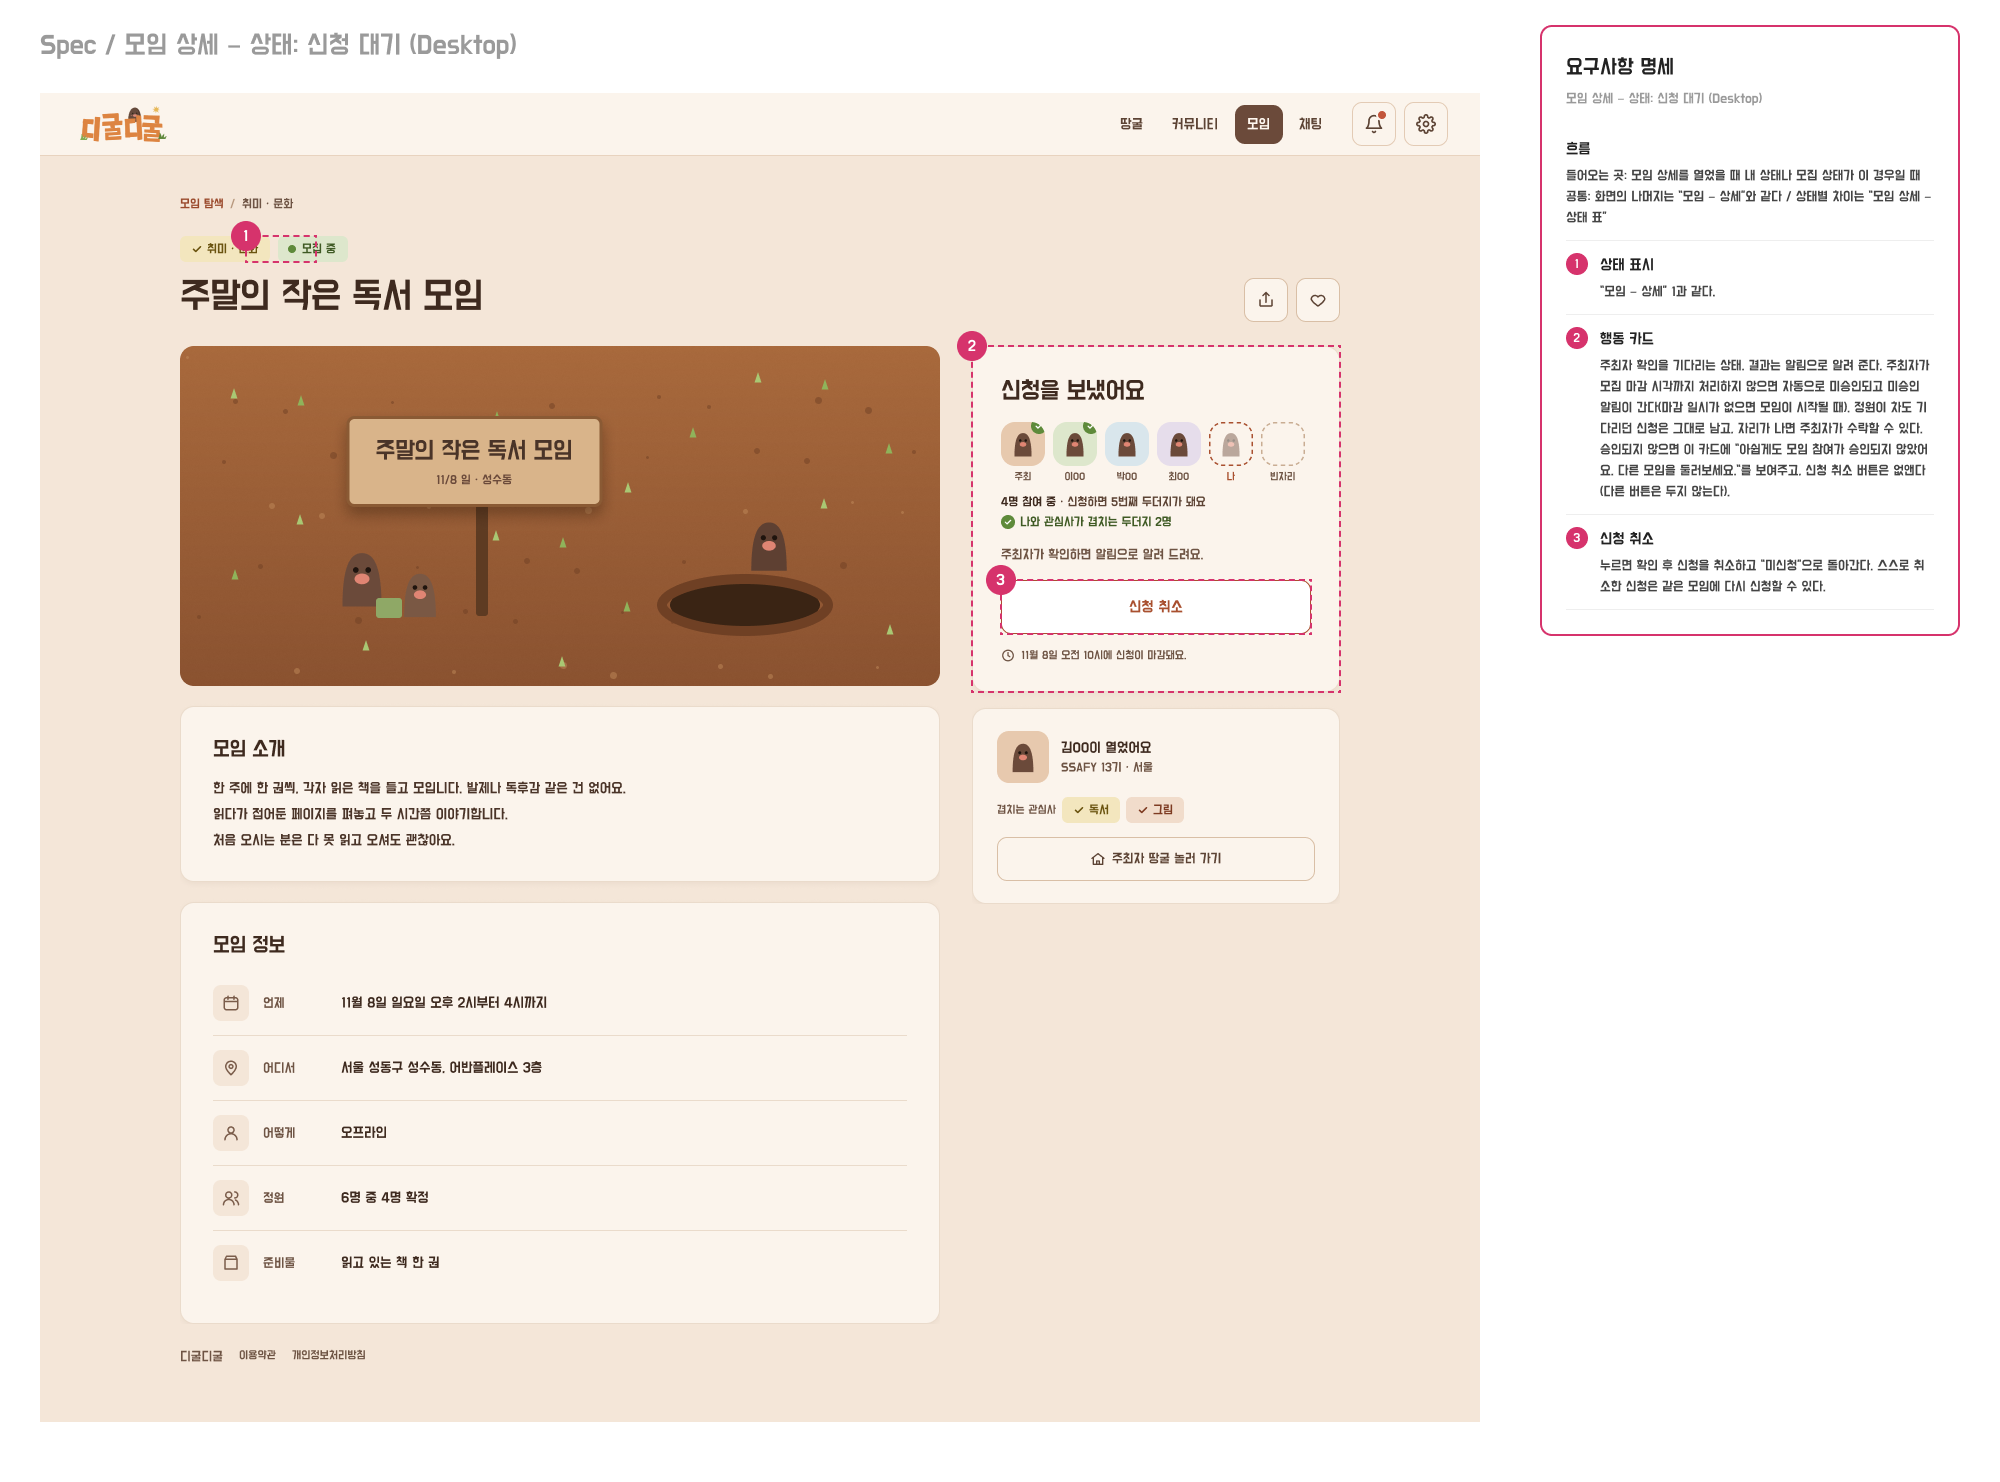 Spec / 모임 상세 – 상태: 신청 대기 (Desktop)
디굴디굴
땅굴
커뮤니티
모임
채팅
모임 탐색 / 취미 · 문화
1
취미 ·
모집 중
주말의 작은 독서 모임
주말의 작은 독서 모임
11/8 일 · 성수동
2
신청을 보냈어요
주최
이OO
박OO
최OO
나
빈자리
4명 참여 중 · 신청하면 5번째 두더지가 돼요
나와 관심사가 겹치는 두더지 2명
주최자가 확인하면 알림으로 알려 드려요.
3
신청 취소
11월 8일 오전 10시에 신청이 마감돼요.
모임 소개
한 주에 한 권씩, 각자 읽은 책을 들고 모입니다. 발제나 독후감 같은 건 없어요.
읽다가 접어둔 페이지를 펴놓고 두 시간쯤 이야기합니다.
처음 오시는 분은 다 못 읽고 오셔도 괜찮아요.
김OO이 열었어요
SSAFY 13기 · 서울
겹치는 관심사
독서
그림
주최자 땅굴 놀러 가기
모임 정보
언제
11월 8일 일요일 오후 2시부터 4시까지
어디서
서울 성동구 성수동, 어반플레이스 3층
어떻게
오프라인
정원
6명 중 4명 확정
준비물
읽고 있는 책 한 권
디굴디굴
이용약관
개인정보처리방침
요구사항 명세
모임 상세 – 상태: 신청 대기 (Desktop)
흐름
들어오는 곳: 모임 상세를 열었을 때 내 상태나 모집 상태가 이 경우일 때
공통: 화면의 나머지는 "모임 – 상세"와 같다 / 상태별 차이는 "모임 상세 –
상태 표"
1
상태 표시
"모임 – 상세" 1과 같다.
2
행동 카드
주최자 확인을 기다리는 상태. 결과는 알림으로 알려 준다. 주최자가
모집 마감 시각까지 처리하지 않으면 자동으로 미승인되고 미승인
알림이 간다(마감 일시가 없으면 모임이 시작될 때). 정원이 차도 기
다리던 신청은 그대로 남고, 자리가 나면 주최자가 수락할 수 있다.
승인되지 않으면 이 카드에 "아쉽게도 모임 참여가 승인되지 않았어
요. 다른 모임을 둘러보세요."를 보여주고, 신청 취소 버튼은 없앤다
(다른 버튼은 두지 않는다).
3
신청 취소
누르면 확인 후 신청을 취소하고 "미신청"으로 돌아간다. 스스로 취
소한 신청은 같은 모임에 다시 신청할 수 있다.